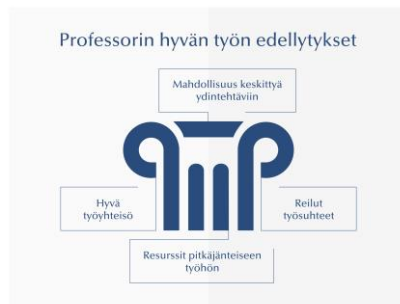 Professorin hyvän työn edellytykset
Mahdollisuus keskittyä
ydintehtäviin
Hyvä
työyhteisö
Reilut
työsuhteet
Resurssit pitkäjänteiseen
työhön